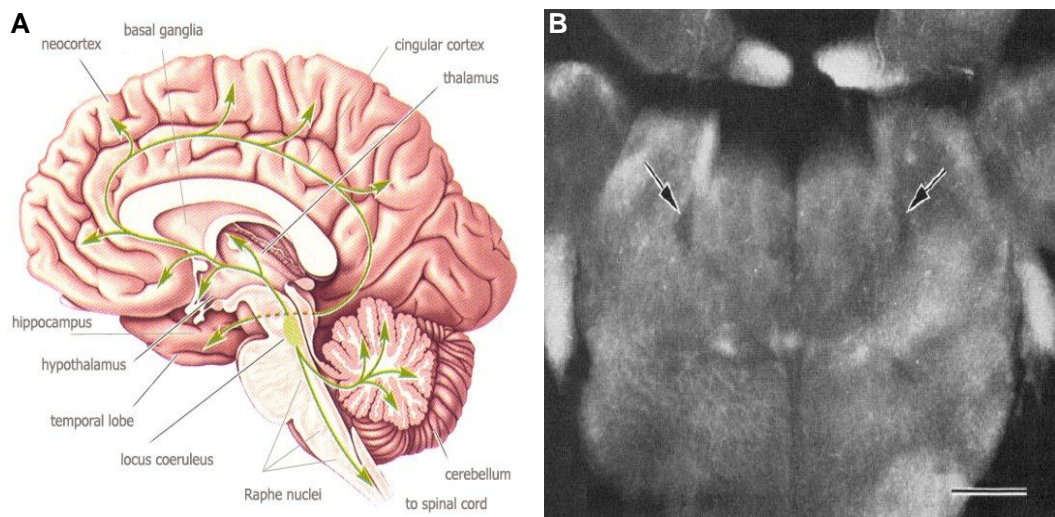 A
basal ganglia
neocortex
cingular cortex
thalamus
hippocampus
hypothalamus
temporal lobe
locus coeruleus
Raphe nuclei
cerebellum
to spinal cord
B